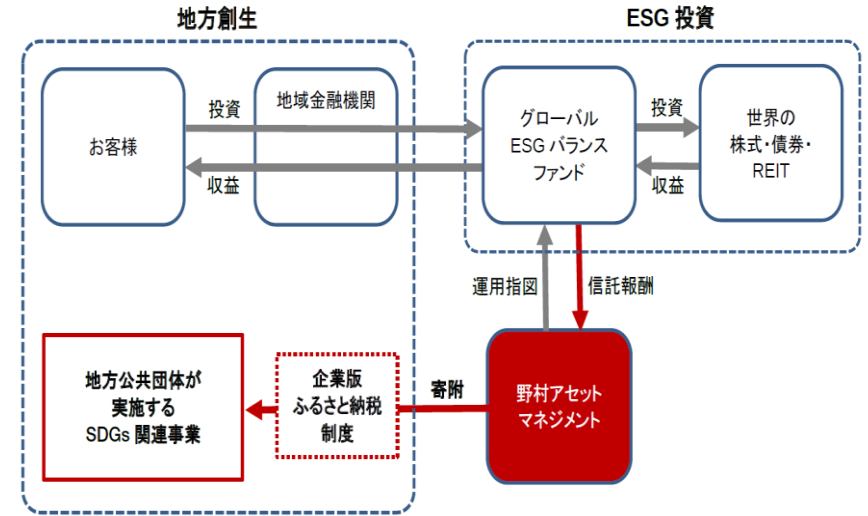 地方創生
ESG 投資
お客様
投資
収益
地域金融機関
グローバル
ESG バランス
ファンド
投資
収益
世界の
株式・債券・
REIT
運用指図
信託報酬
地方公共団体が
実施する
SDGs 関連事業
企業版
ふるさと納税
制度
寄附
野村アセット
マネジメント